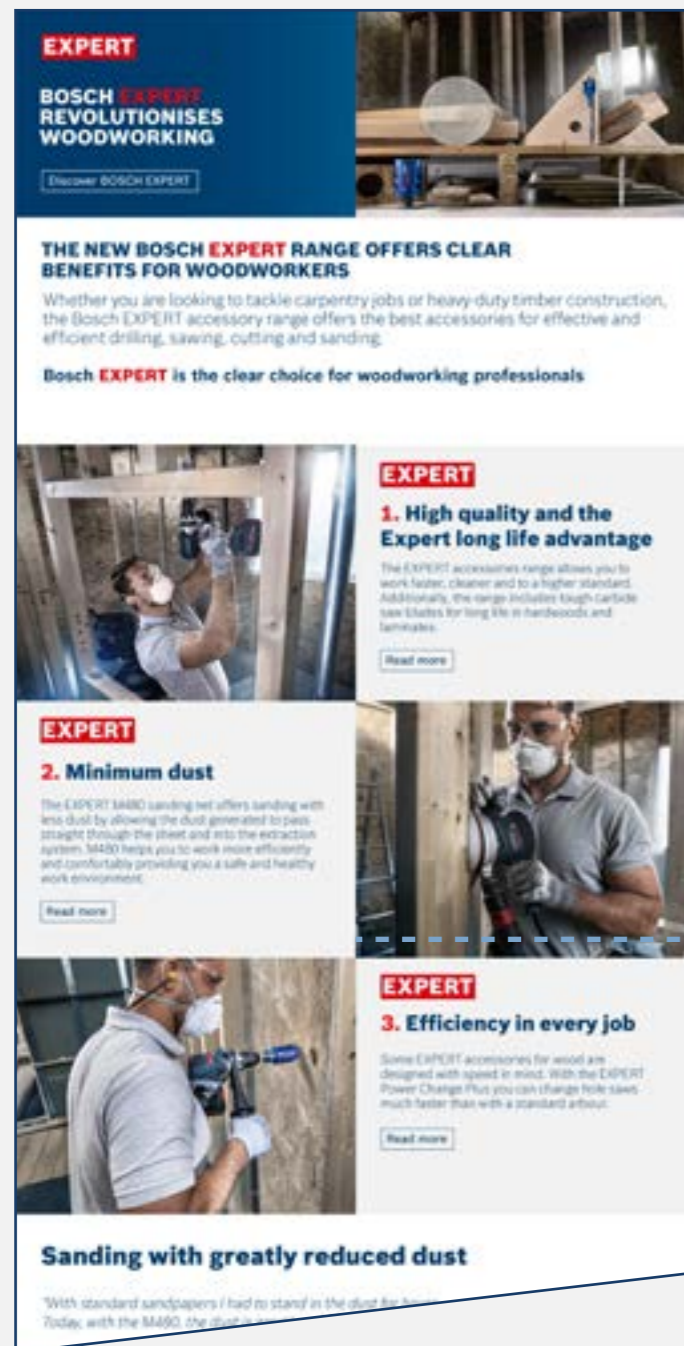 EXPERT
BOSCH EXPERT
REVOLUTIONISES
WOODWORKING
Discover BOSCH EXPERT
THE NEW BOSCH EXPERT RANGE OFFERS CLEAR
BENEFITS FOR WOODWORKERS
Whether you are looking to tackle carpentry jobs or heavy-duty timber construction,
the Bosch EXPERT accessory range offers the best accessories for effective and
efficient drilling, sawing, cutting and sanding.
Bosch EXPERT is the clear choice for woodworking professionals
EXPERT
1. High quality and the
Expert long life advantage
The EXPERT accessories range allows you to
work faster, cleaner and to a higher standard.
Additionally, the range includes tough carbide
saw blades for long life in hardwoods and
laminates.
Read more
EXPERT
2. Minimum dust
The EXPERT M480 sanding net offers sanding with
less dust by allowing the dust generated to pass
straight through the sheet and into the extraction
system. M480 helps you to work more efficiently
and comfortably providing you a safe and healthy
work environment.
Read more
EXPERT
3. Efficiency in every job
Some EXPERT accessories for wood are
designed with speed in mind. With the EXPERT
Power Change Plus you can change hole saws
much faster than with a standard arbour.
Read more
Sanding with greatly reduced dust
"With standard sandpapers I had to stand in the dust for
Today, with the M480, the dust is